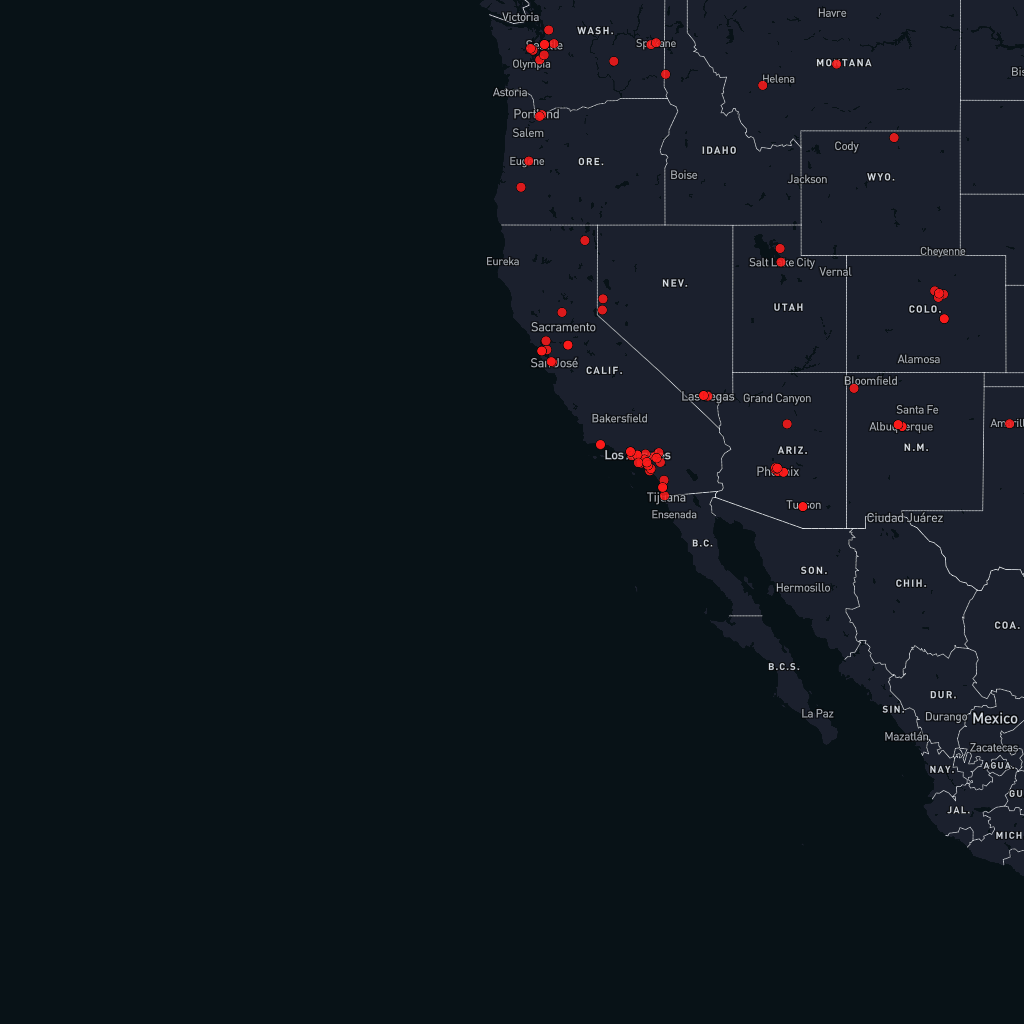 Victoria
Havre
WASH.
Seattle
Spokane
Olympia
MONTANA
Helena
Bis
Astoria
Portland
Salem
Cody
IDAHO
Eugene
ORE.
Boise
Jackson
WYO.
Cheyenne
Eureka
Salt Lake City
Vernal
NEV.
UTAH
COLO.
Sacramento
San José
CALIF.
Alamosa
Bloomfield
Las Vegas
Grand Canyon
Santa Fe
Bakersfield
Albuquerque
Amarill
N.M.
ARIZ.
Los Angeles
Phoenix
Tijuana
Tucson
Ensenada
Ciudad Juárez
B.C.
SON.
CHIH.
Hermosillo
COA.
B.C.S.
DUR.
SIN.
La Paz
Durango
Mexico
Mazatlán
Zacatecas
NAY.
AGUA.
GU
JAL.
MICH